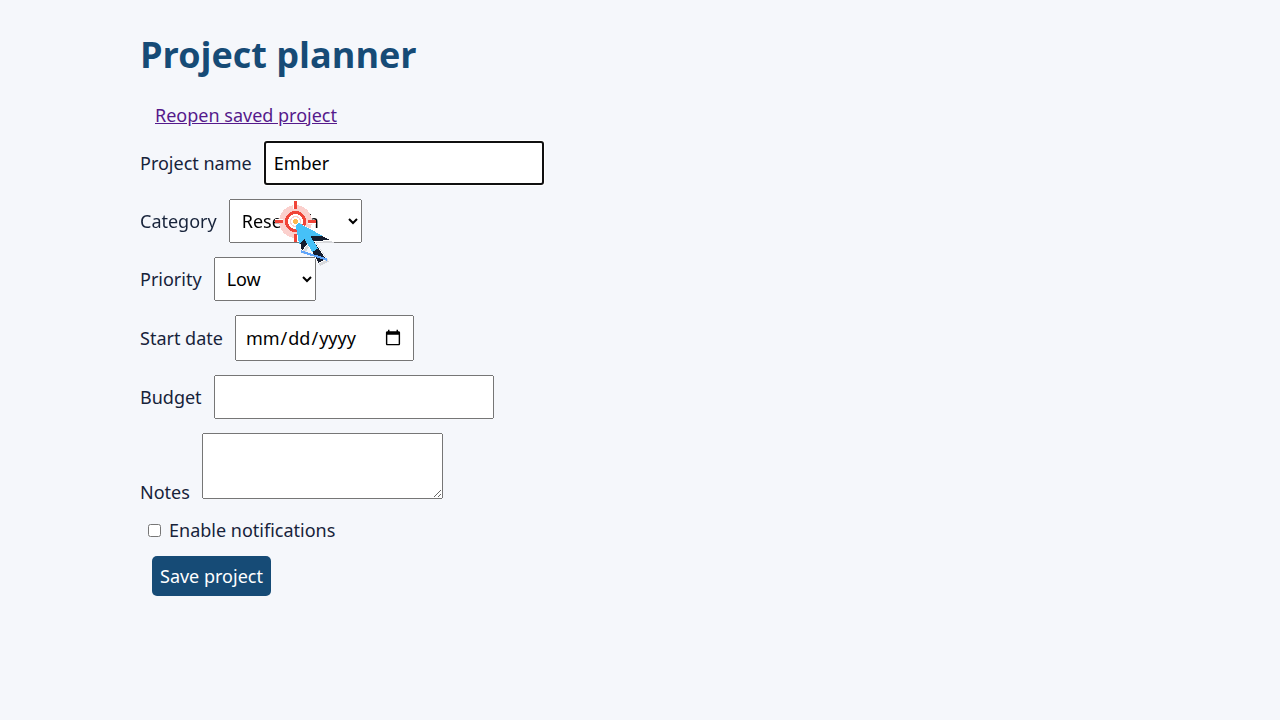 Project planner
Reopen saved project
Project name Ember
Category
Priority Low
Start date mm/dd/yyyy
Budget
Notes
Enable notifications
Save project